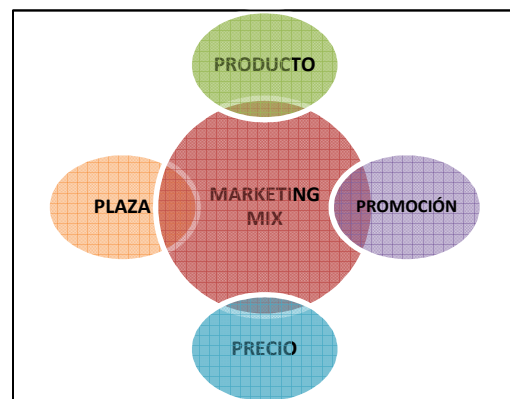 PRODUCTO
PLAZA
MARKETING
MIX
PROMOCIÓN
PRECIO